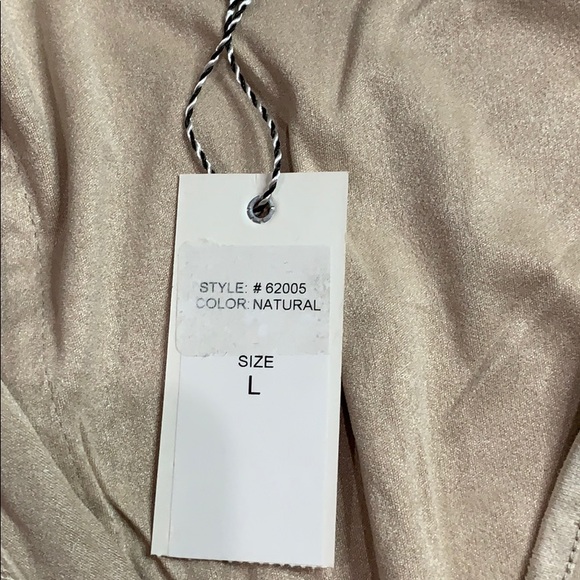 STYLE: # 62005
COLOR: NATURAL
SIZE
L